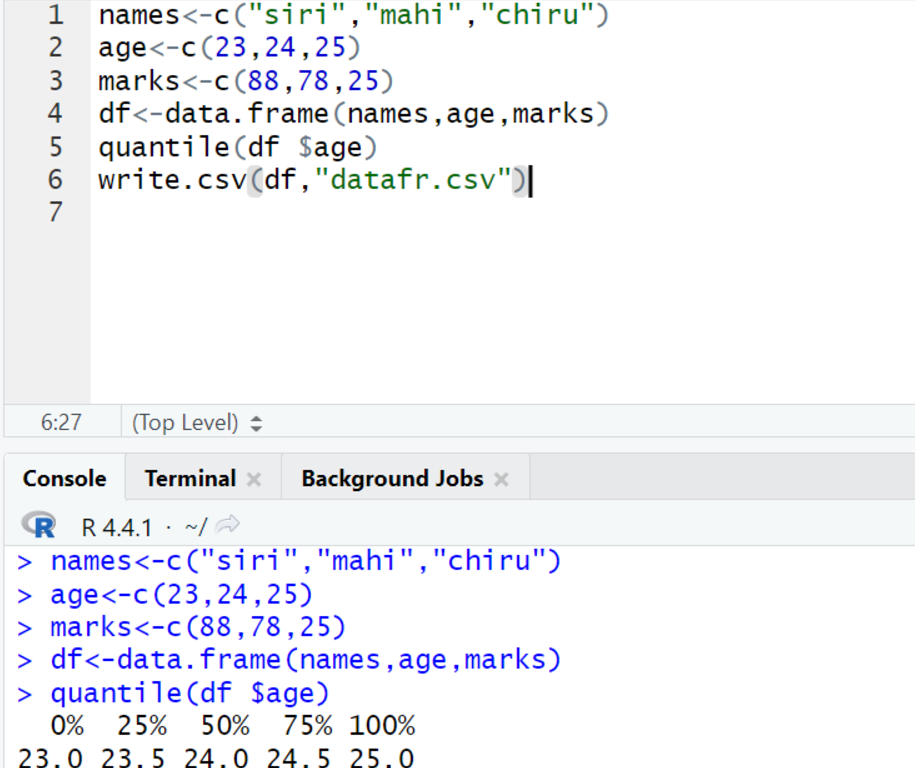 1 names<-c("siri","mahi","chiru")
2 age<-c(23,24,25)
3 marks<-c(88,78,25)
4 df<-data.frame(names,age,marks)
5 quantile(df $age)
6 write.csv(df,"datafr.csv")
7
6:27 (Top Level)
Console Terminal Background Jobs
R R 4.4.1 · ~/
> names<-c("siri","mahi","chiru")
> age<-c(23,24,25)
> marks<-c(88,78,25)
> df<-data.frame(names,age,marks)
> quantile(df $age)
0% 25% 50% 75% 100%
23.0 23.5 24.0 24.5 25.0